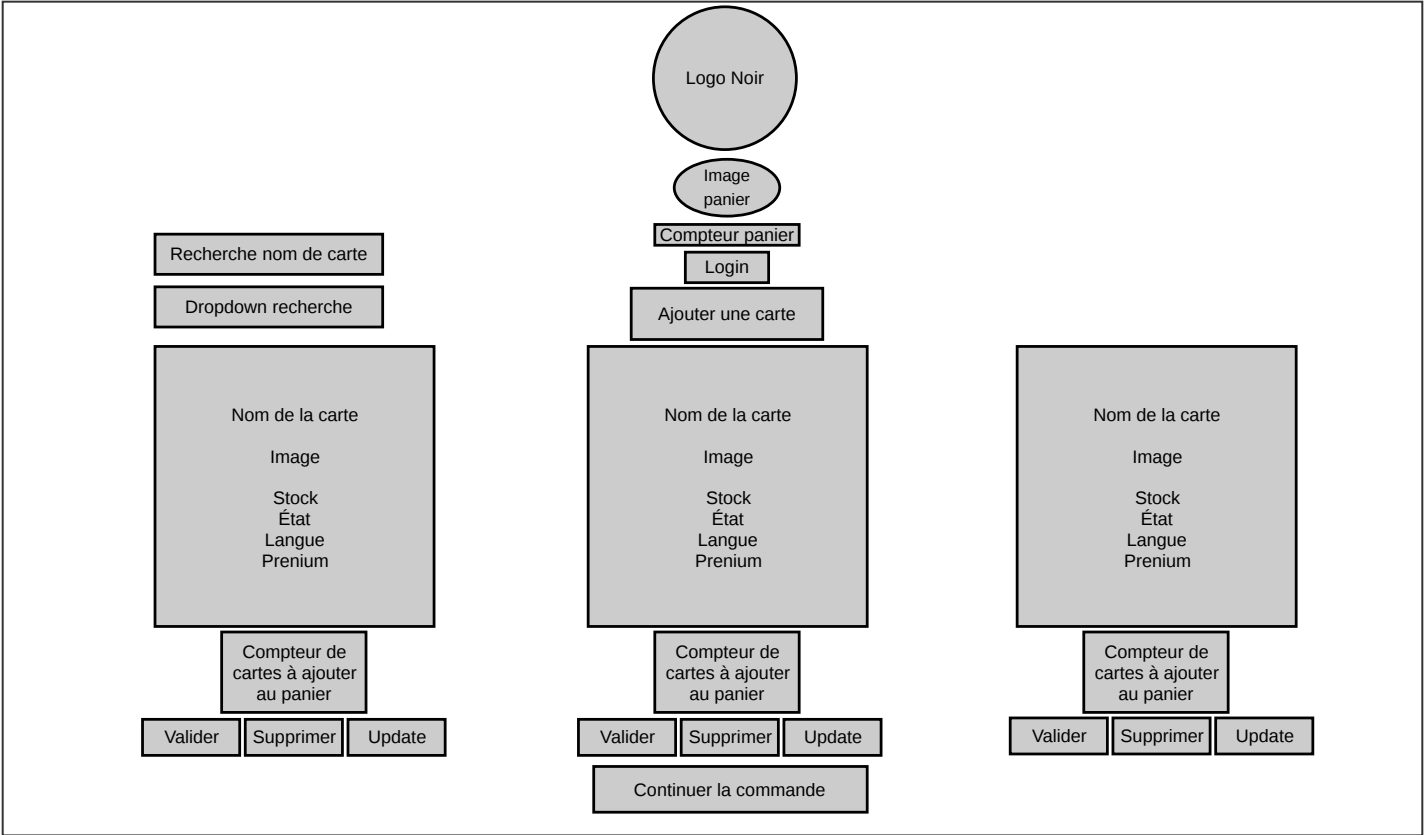 Logo Noir
Image
panier
Compteur panier
Recherche nom de carte
Login
Dropdown recherche
Ajouter une carte
Nom de la carte
Image
Stock
État
Langue
Prenium
Nom de la carte
Image
Stock
État
Langue
Prenium
Nom de la carte
Image
Stock
État
Langue
Prenium
Compteur de
cartes à ajouter
au panier
Compteur de
cartes à ajouter
au panier
Compteur de
cartes à ajouter
au panier
Valider
Supprimer
Update
Valider
Supprimer
Update
Valider
Supprimer
Update
Continuer la commande